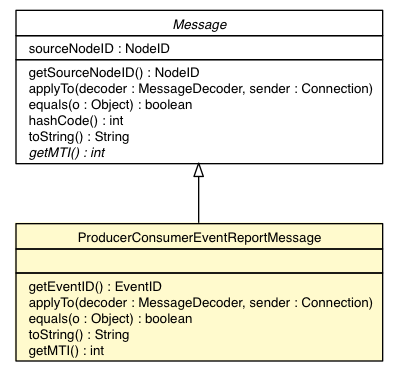 Message
sourceNodeID : NodeID
getSourceNodeID() : NodeID
applyTo(decoder : MessageDecoder, sender : Connection)
equals(o : Object) : boolean
hashCode() : int
toString() : String
getMTI() : int
ProducerConsumerEventReportMessage
getEventID() : EventID
applyTo(decoder : MessageDecoder, sender : Connection)
equals(o : Object) : boolean
toString() : String
getMTI() : int